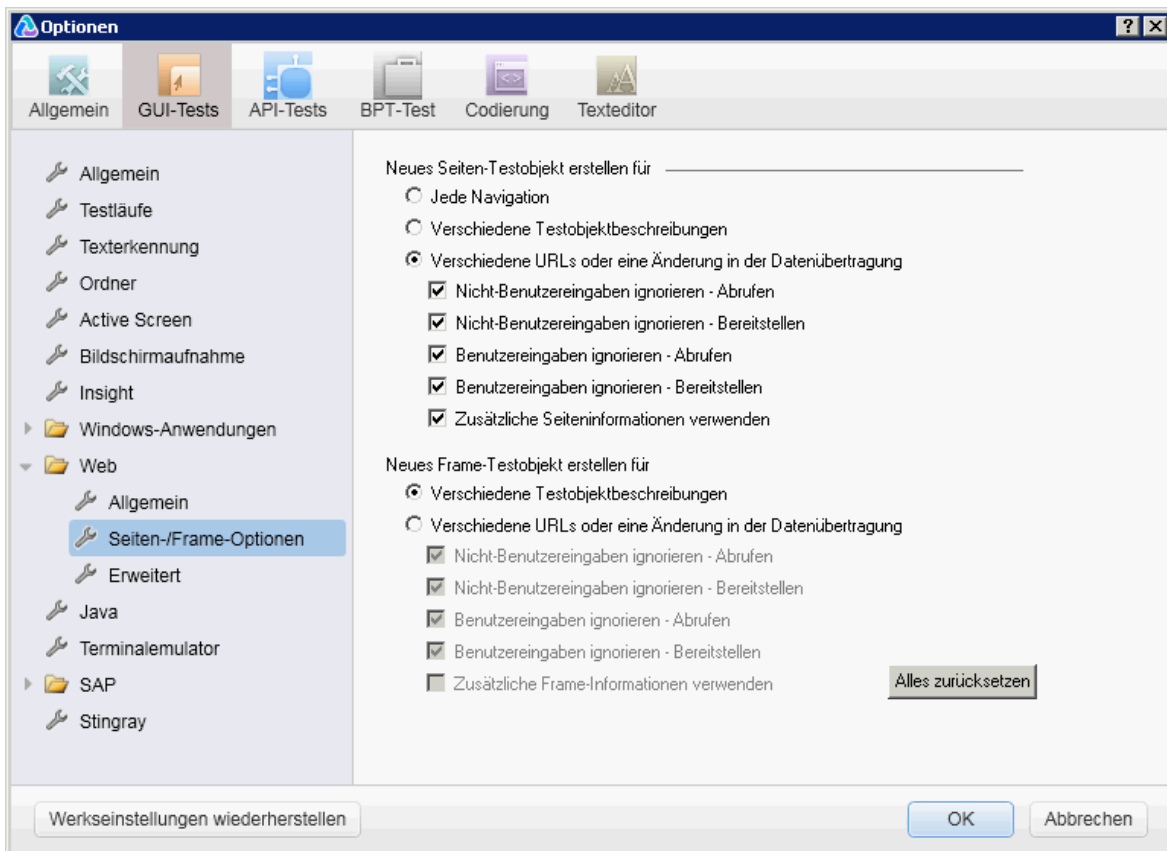 Optionen
Allgemein
GUI-Tests
API-Tests
BPT-Test
Codierung
Texteditor
Allgemein
Testläufe
Texterkennung
Ordner
Active Screen
Bildschirmaufnahme
Insight
Windows-Anwendungen
Web
Allgemein
Seiten-/Frame-Optionen
Erweitert
Java
Terminalemulator
SAP
Stingray
Neues Seiten-Testobjekt erstellen für
Jede Navigation
Verschiedene Testobjektbeschreibungen
Verschiedene URLs oder eine Änderung in der Datenübertragung
Nicht-Benutzereingaben ignorieren - Abrufen
Nicht-Benutzereingaben ignorieren - Bereitstellen
Benutzereingaben ignorieren - Abrufen
Benutzereingaben ignorieren - Bereitstellen
Zusätzliche Seiteninformationen verwenden
Neues Frame-Testobjekt erstellen für
Verschiedene Testobjektbeschreibungen
Verschiedene URLs oder eine Änderung in der Datenübertragung
Nicht-Benutzereingaben ignorieren - Abrufen
Nicht-Benutzereingaben ignorieren - Bereitstellen
Benutzereingaben ignorieren - Abrufen
Benutzereingaben ignorieren - Bereitstellen
Zusätzliche Frame-Informationen verwenden
Alles zurücksetzen
Werkseinstellungen wiederherstellen
OK
Abbrechen